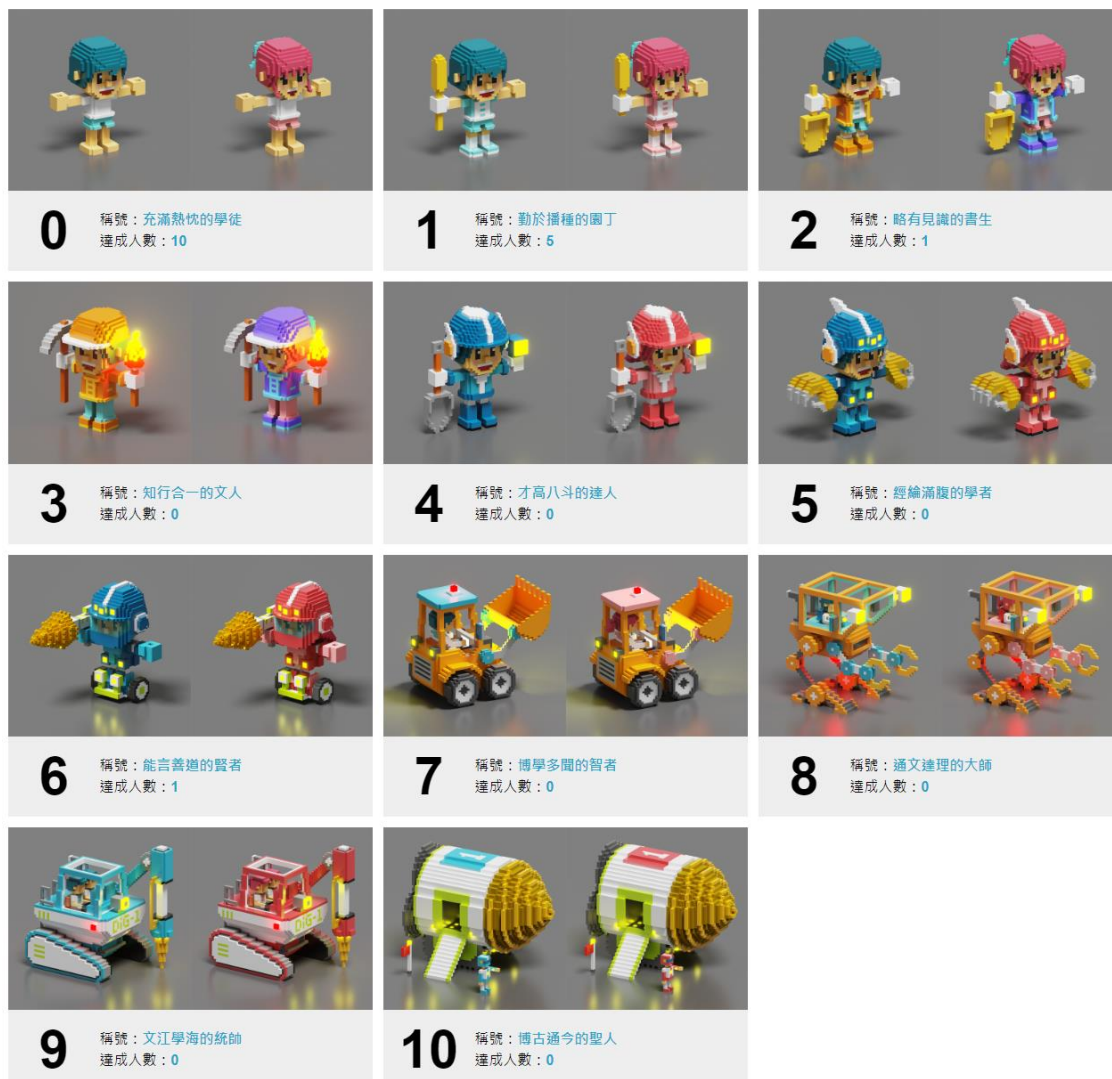 0
稱號：充滿熱忱的學徒
達成人數：10
1
稱號：勤於播種的園丁
達成人數：5
2
稱號：略有見識的書生
達成人數：1
3
稱號：知行合一的文人
達成人數：0
4
稱號：才高八斗的達人
達成人數：0
5
稱號：經綸滿腹的學者
達成人數：0
6
稱號：能言善道的賢者
達成人數：1
7
稱號：博學多聞的智者
達成人數：0
8
稱號：通文達理的大師
達成人數：0
DIG-1
DIG-1
9
稱號：文江學海的統帥
達成人數：0
10
稱號：博古通今的聖人
達成人數：0